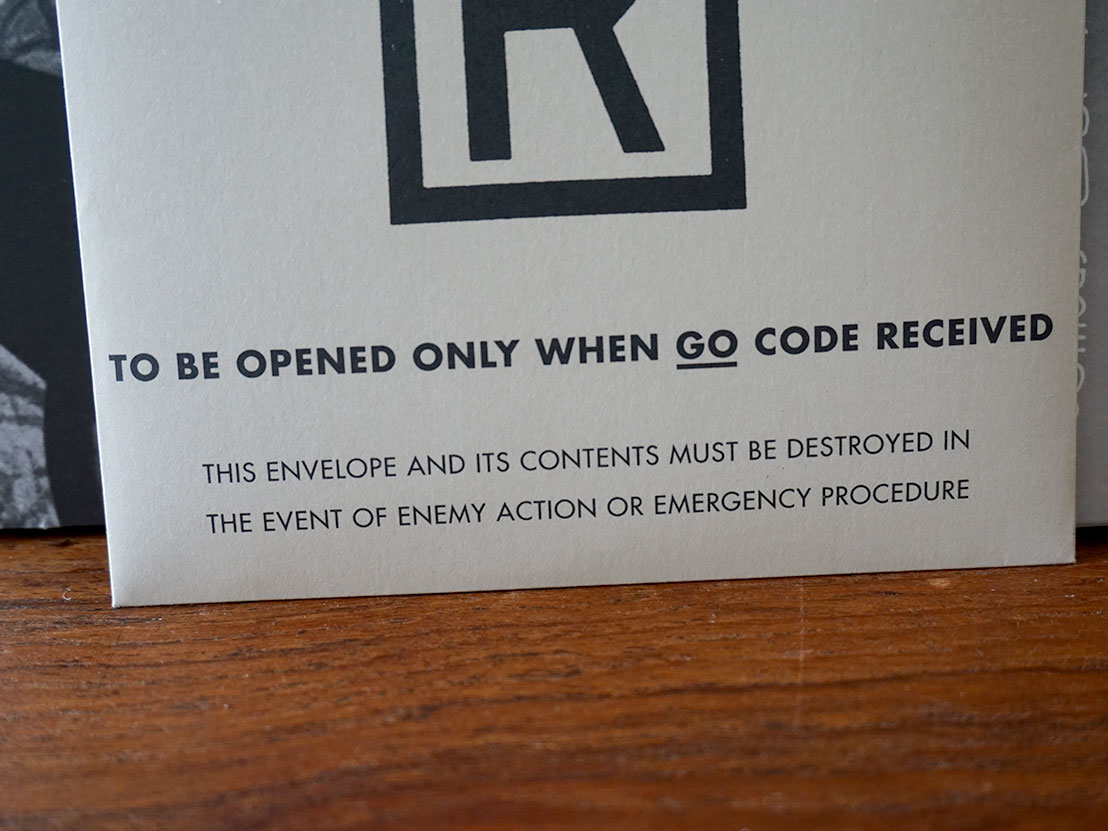 R
TO BE OPENED ONLY WHEN GO CODE RECEIVED
THIS ENVELOPE AND ITS CONTENTS MUST BE DESTROYED IN
THE EVENT OF ENEMY ACTION OR EMERGENCY PROCEDURE